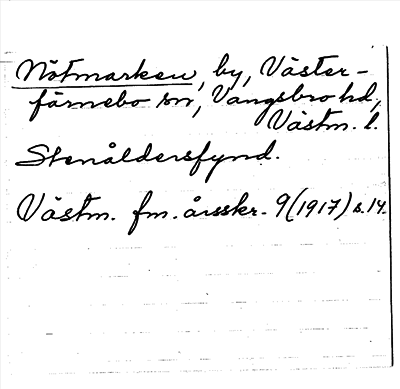 Nötmarken, by, Väster-
färnebo sn, Vangsbro hd,
Västm. l.
Stenåldersfynd.
Västm. fm. årsskr. 9 (1917) s. 14.